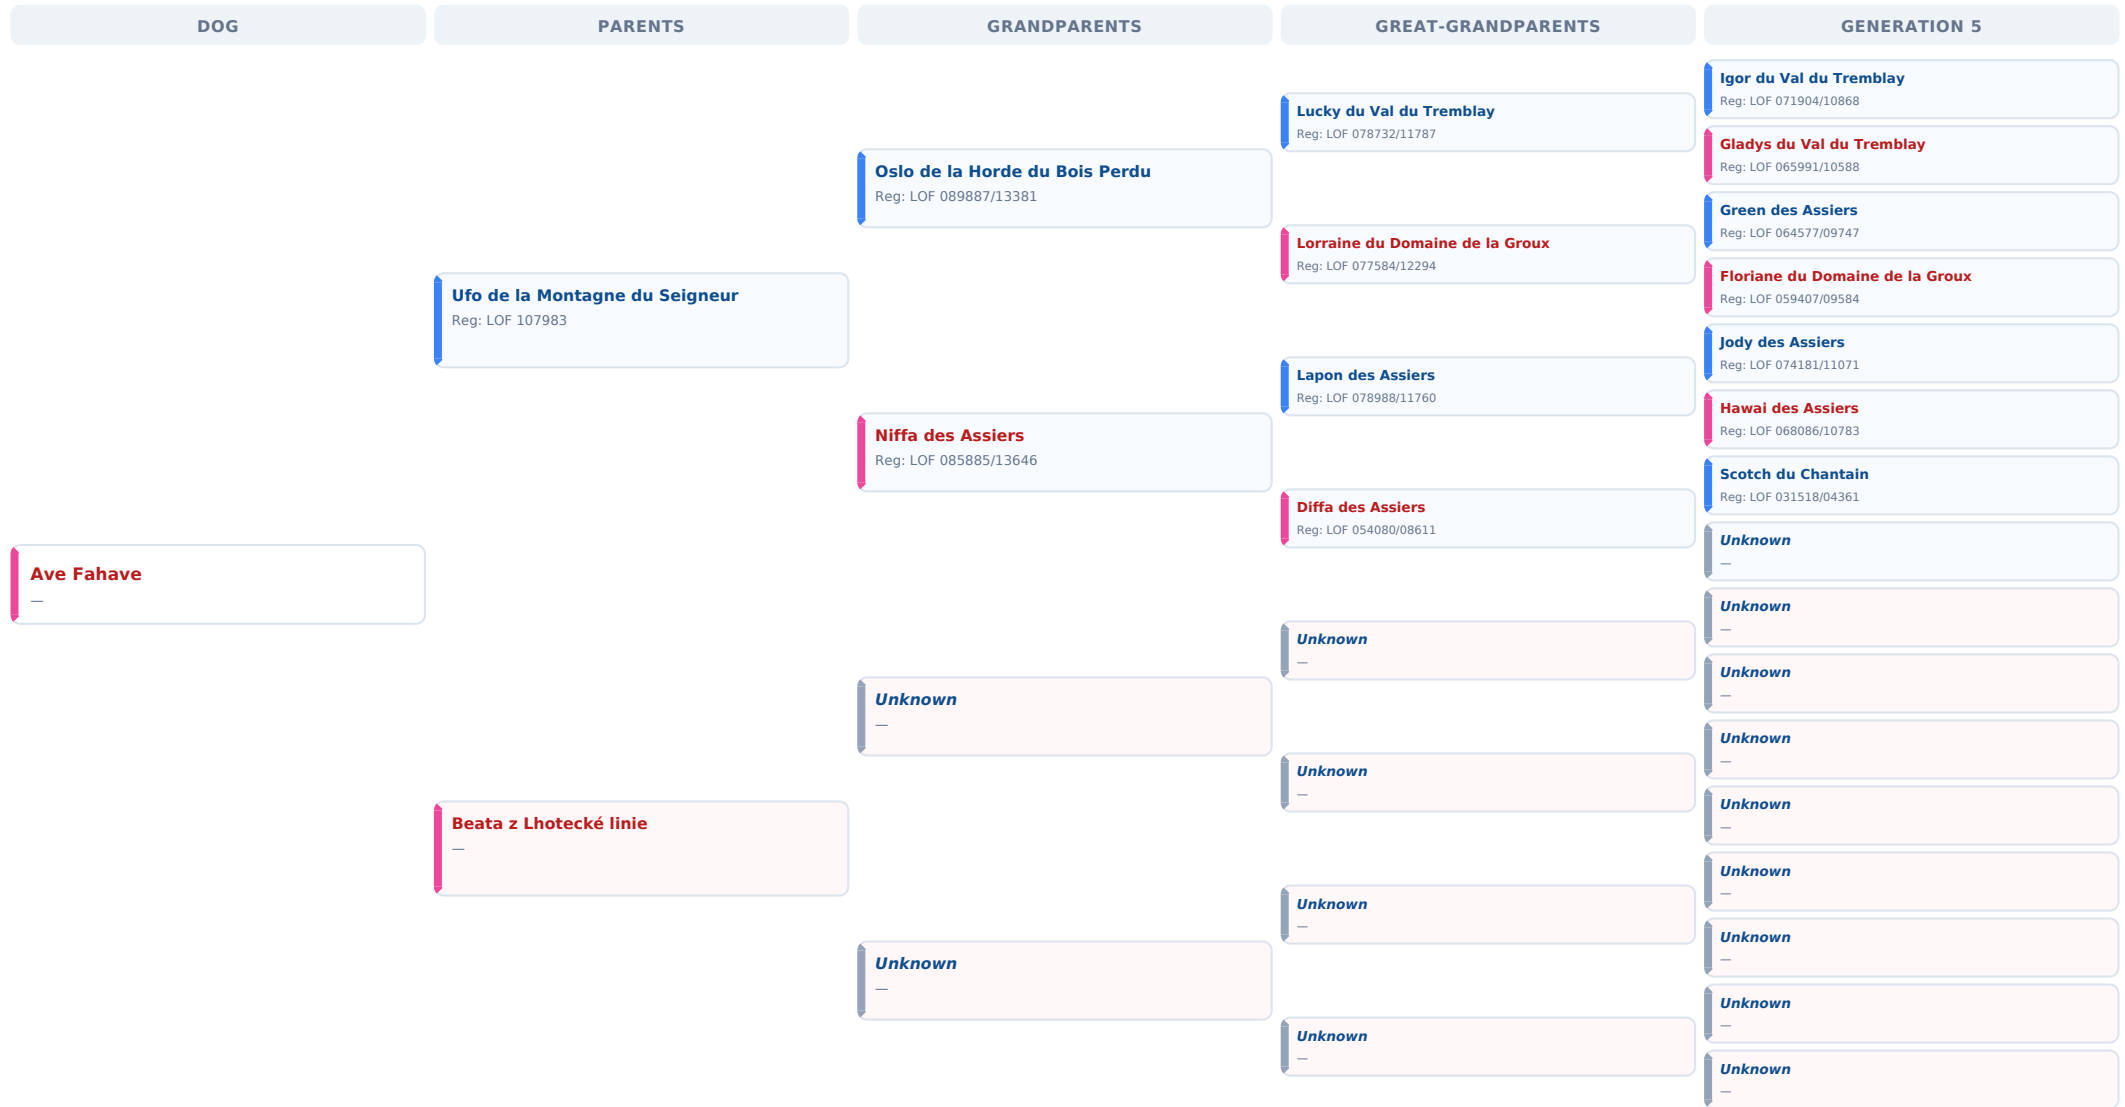 DOG
PARENTS
GRANDPARENTS
GREAT-GRANDPARENTS
GENERATION 5
Ave Fahave
—
Ufo de la Montagne du Seigneur
Reg: LOF 107983
Beata z Lhotecké linie
—
Oslo de la Horde du Bois Perdu
Reg: LOF 089887/13381
Niffa des Assiers
Reg: LOF 085885/13646
Unknown
—
Unknown
—
Lucky du Val du Tremblay
Reg: LOF 078732/11787
Lorraine du Domaine de la Groux
Reg: LOF 077584/12294
Lapon des Assiers
Reg: LOF 078988/11760
Diffa des Assiers
Reg: LOF 054080/08611
Unknown
—
Unknown
—
Unknown
—
Unknown
—
Igor du Val du Tremblay
Reg: LOF 071904/10868
Gladys du Val du Tremblay
Reg: LOF 065991/10588
Green des Assiers
Reg: LOF 064577/09747
Floriane du Domaine de la Groux
Reg: LOF 059407/09584
Jody des Assiers
Reg: LOF 074181/11071
Hawai des Assiers
Reg: LOF 068086/10783
Scotch du Chantain
Reg: LOF 031518/04361
Unknown
—
Unknown
—
Unknown
—
Unknown
—
Unknown
—
Unknown
—
Unknown
—
Unknown
—
Unknown
—